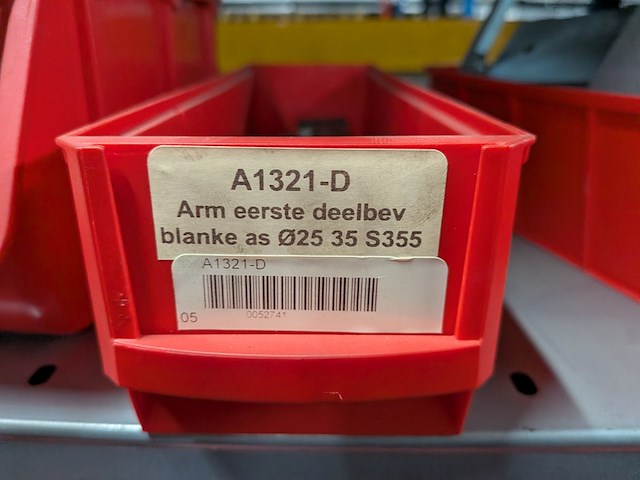 A1321-D
Arm eerste deelbev
blanke as Ø25 35 S355
A1321-D
05 0052741